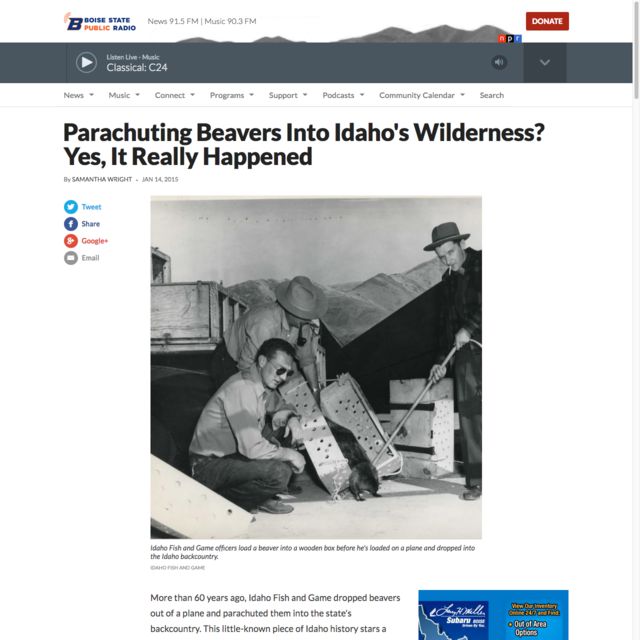 BOISE STATE
PUBLIC RADIO
News 91.5 FM | Music 90.3 FM
DONATE
n p r
Listen Live - Music
Classical: C24
News Music Connect Programs Support Podcasts Community Calendar Search
Parachuting Beavers Into Idaho's Wilderness?
Yes, It Really Happened
By SAMANTHA WRIGHT • JAN 14, 2015
Tweet
Share
Google+
Email
Idaho Fish and Game officers load a beaver into a wooden box before he's loaded on a plane and dropped into
the Idaho backcountry.
IDAHO FISH AND GAME
More than 60 years ago, Idaho Fish and Game dropped beavers
out of a plane and parachuted them into the state's
backcountry. This little-known piece of Idaho history stars a
Larry H. Miller
Subaru BOISE
Driven By You
View Our Inventory
Online 24/7 and Find:
• Out of Area
Options